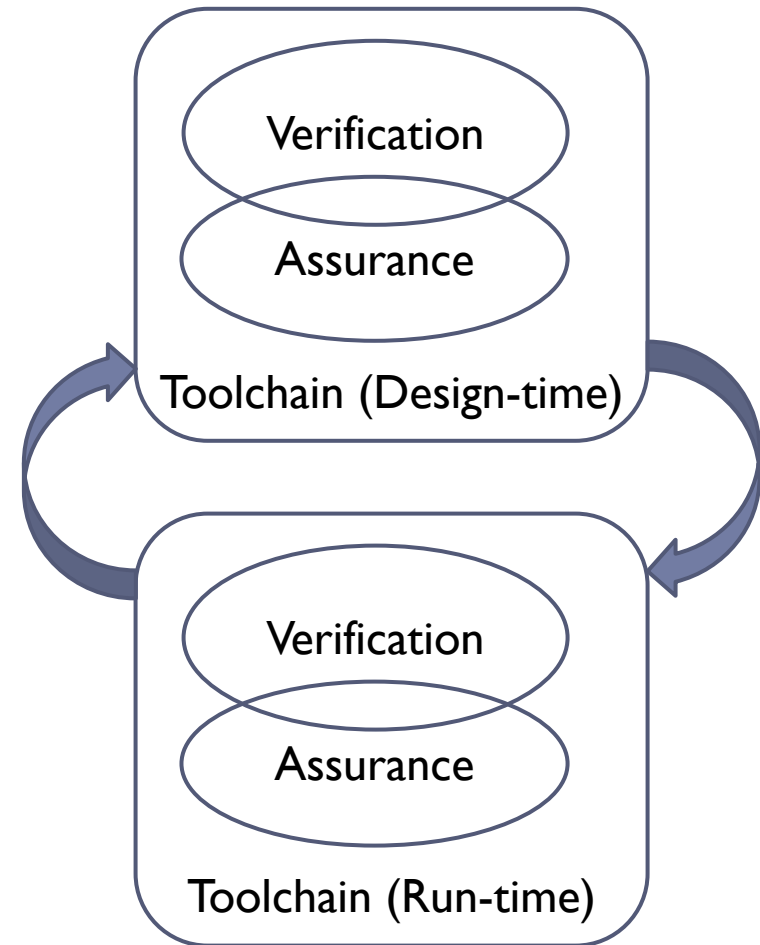 Verification
Assurance
Toolchain (Design-time)
Verification
Assurance
Toolchain (Run-time)